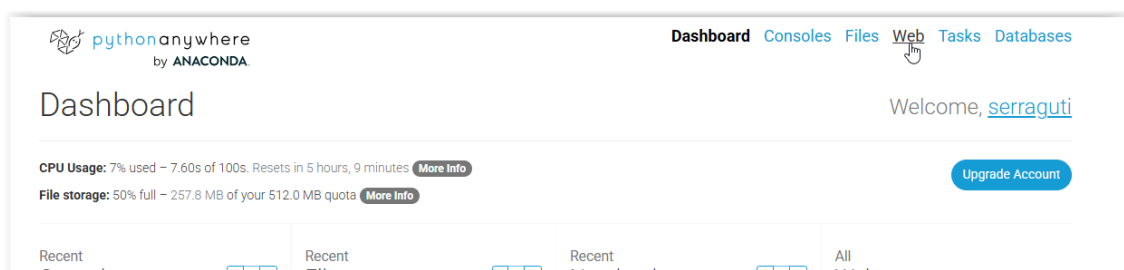 pythonanywhere
by ANACONDA.
Dashboard Consoles Files Web Tasks Databases
Dashboard
Welcome, serraguti
CPU Usage: 7% used – 7.60s of 100s. Resets in 5 hours, 9 minutes More Info
File storage: 50% full – 257.8 MB of your 512.0 MB quota More Info
Upgrade Account
Recent
Recent
Recent
All